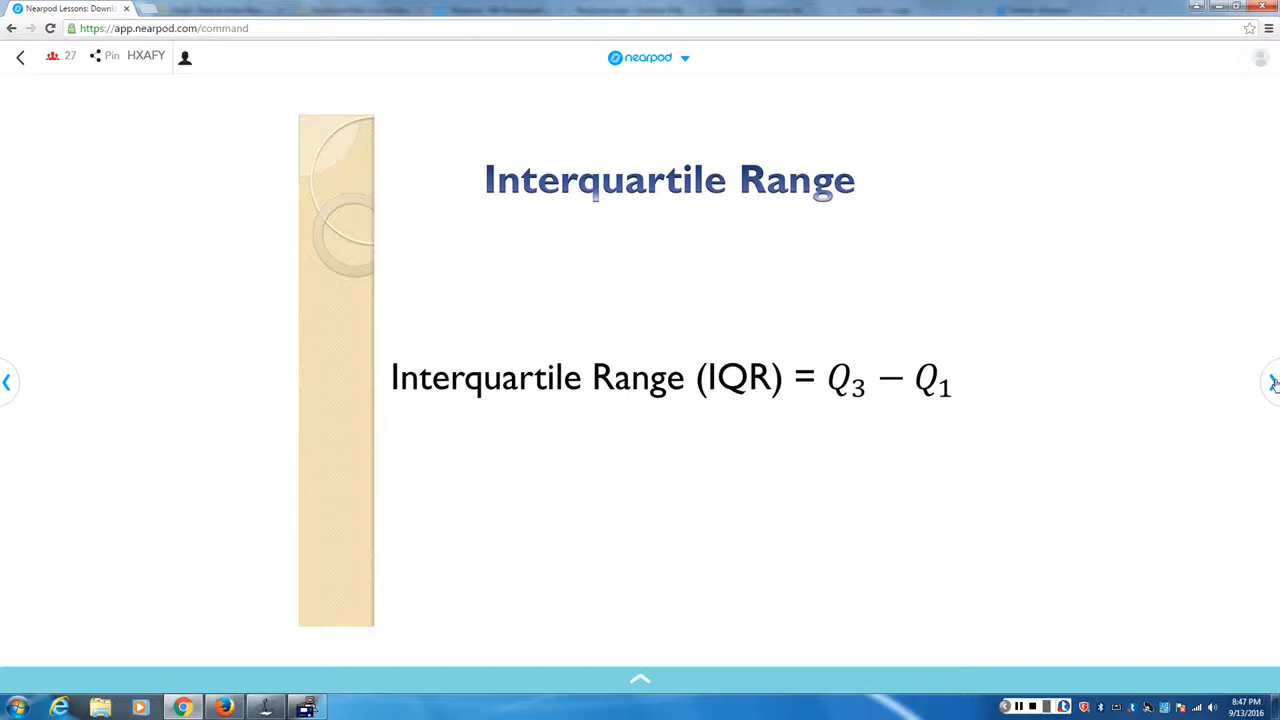 Nearpod Lessons: Downl
https://app.nearpod.com/command
27
Pin HXAFY
nearpod
Interquartile Range
Interquartile Range (IQR) = Q₃ − Q₁
8:47 PM
9/13/2016